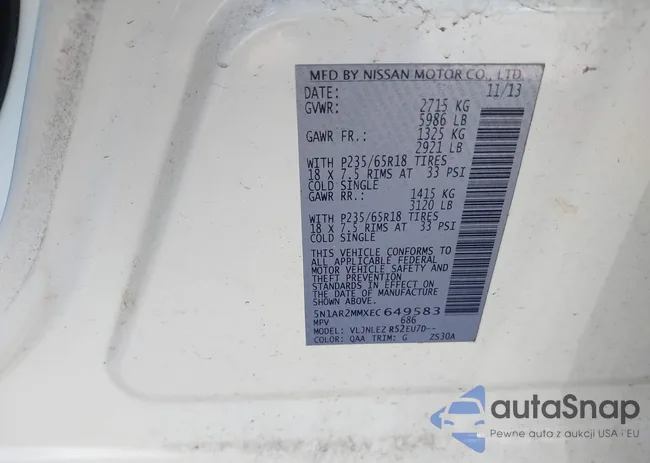 MFD BY NISSAN MOTOR CO., LTD.
DATE: 11/13
GVWR: 2715 KG
5986 LB
GAWR FR.: 1325 KG
2921 LB
WITH P235/65R18 TIRES
18 X 7.5 RIMS AT 33 PSI
COLD SINGLE
GAWR RR.: 1415 KG
3120 LB
WITH P235/65R18 TIRES
18 X 7.5 RIMS AT 33 PSI
COLD SINGLE
THIS VEHICLE CONFORMS TO
ALL APPLICABLE FEDERAL
MOTOR VEHICLE SAFETY AND
THEFT PREVENTION
STANDARDS IN EFFECT ON
THE DATE OF MANUFACTURE
SHOWN ABOVE.
5N1AR2MMXEC649583
MPV 686
MODEL: VLJNLEZ R52EU7D--
COLOR: QAA TRIM: G ZS30A
autaSnap
Pewne auta z aukcji USA i EU